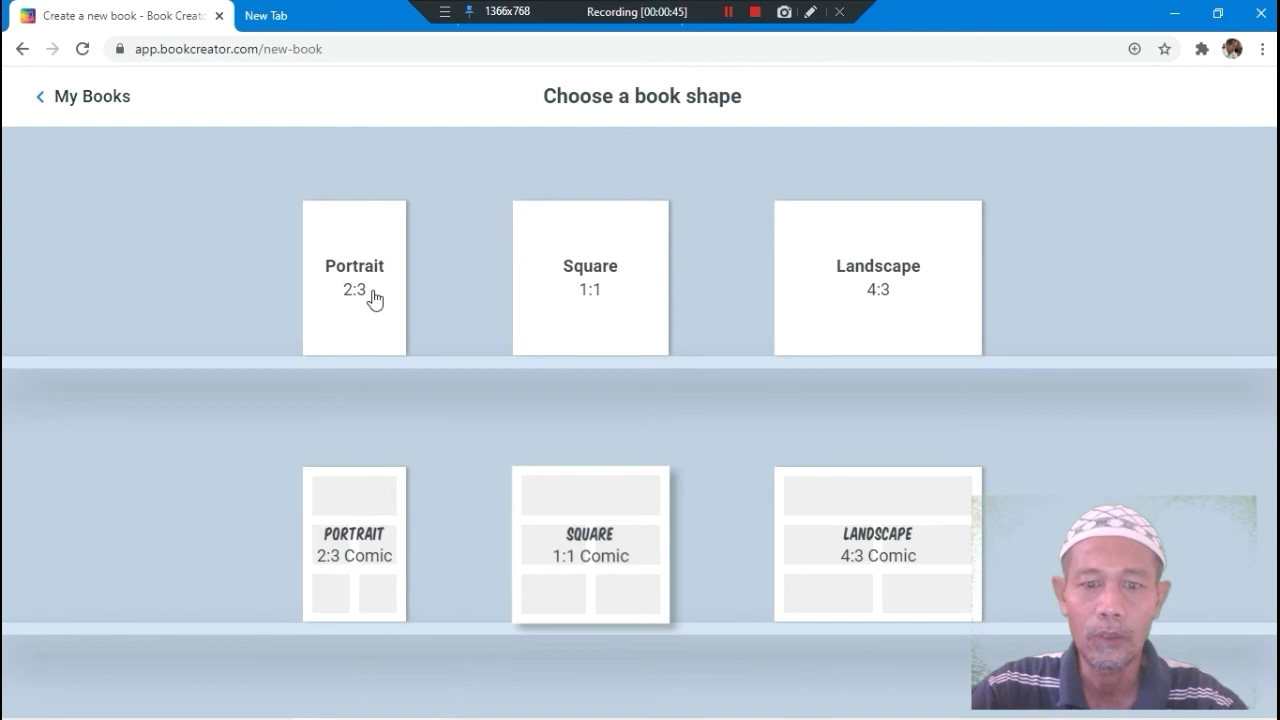 Create a new book - Book Creato
New Tab
1366x768
Recording [00:00:45]
app.bookcreator.com/new-book
My Books
Choose a book shape
Portrait
2:3
Square
1:1
Landscape
4:3
PORTRAIT
2:3 Comic
SQUARE
1:1 Comic
LANDSCAPE
4:3 Comic